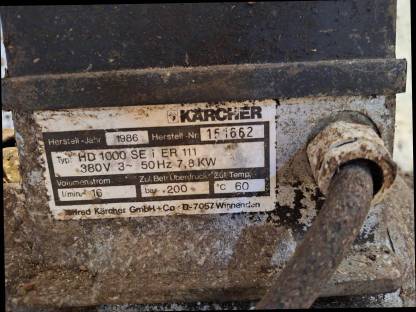 KÄRCHER
Herstell.-Jahr 1986 Herstell.-Nr. 151662
Typ HD 1000 SE ER 111
380V 3~ 50Hz 7,8 KW
Volumenstrom Zul. Betr. Überdruck Zul. Temp.
l/min 16 bar 200 °C 60
Alfred Kärcher GmbH + Co · D-7057 Winnenden